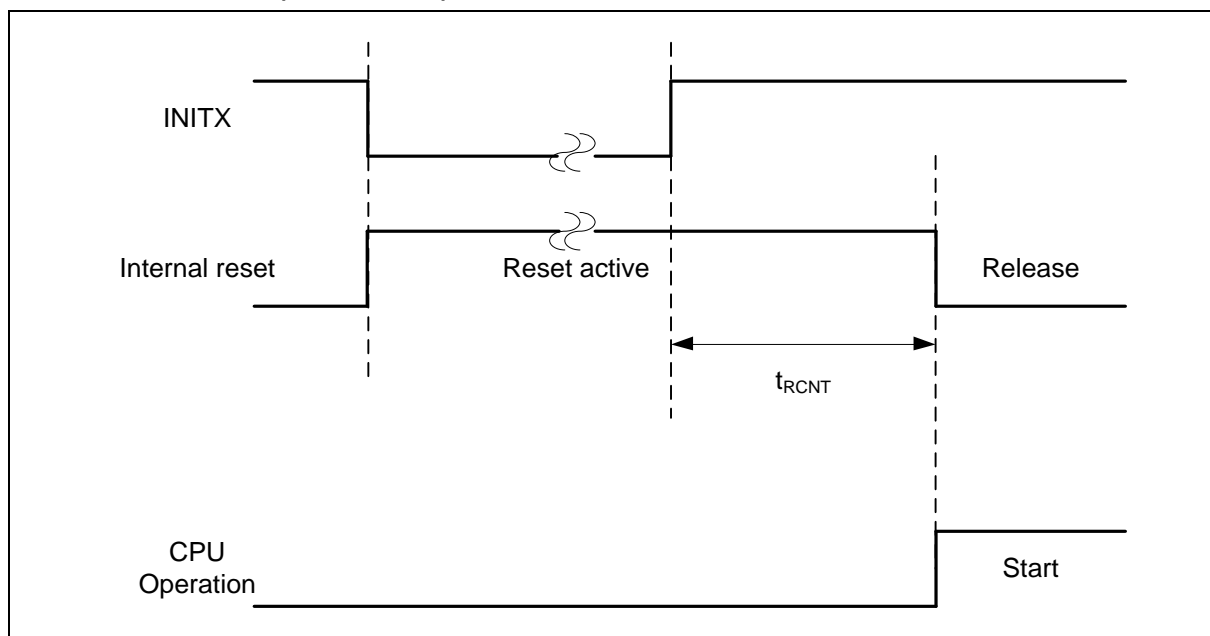 INITX
Internal reset
Reset active
Release
tRCNT
CPU
Operation
Start